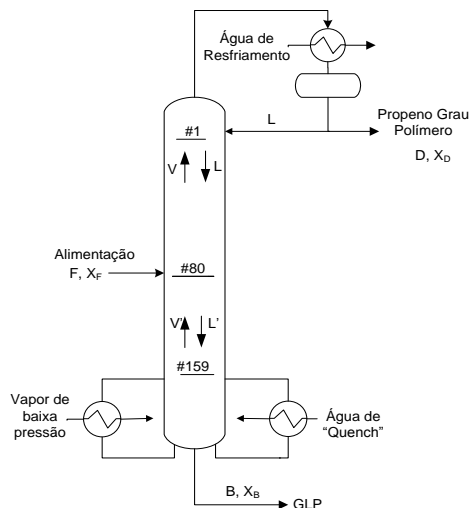 Água de
Resfriamento
Propeno Grau
Polímero
L
D, X_D
#1
V
L
Alimentação
F, X_F
#80
V'
L'
#159
Vapor de
baixa
pressão
Água de
“Quench”
B, X_B
GLP